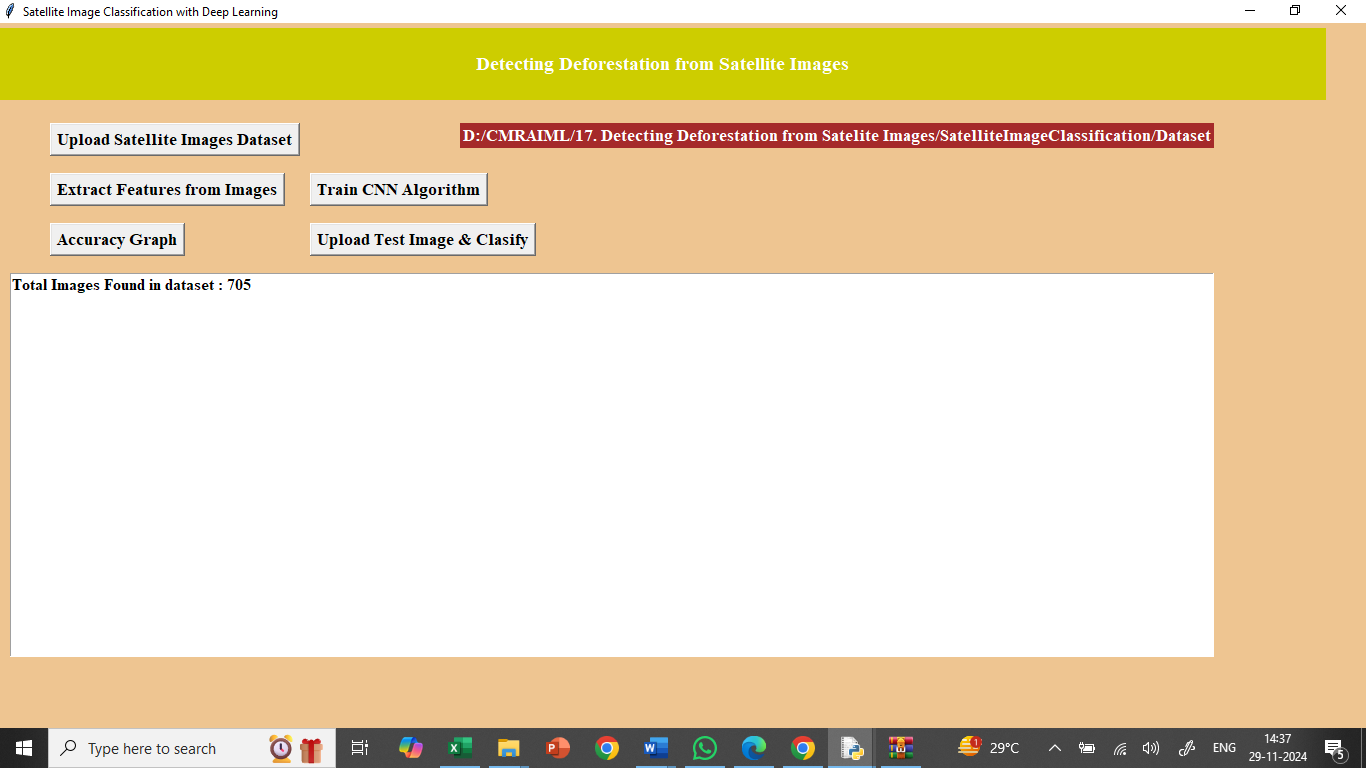 Satellite Image Classification with Deep Learning
Detecting Deforestation from Satellite Images
Upload Satellite Images Dataset
D:/CMRAIML/17. Detecting Deforestation from Satelite Images/SatelliteImageClassification/Dataset
Extract Features from Images
Train CNN Algorithm
Accuracy Graph
Upload Test Image & Clasify
Total Images Found in dataset : 705
Type here to search
1
29°C
ENG
14:37
29-11-2024
5